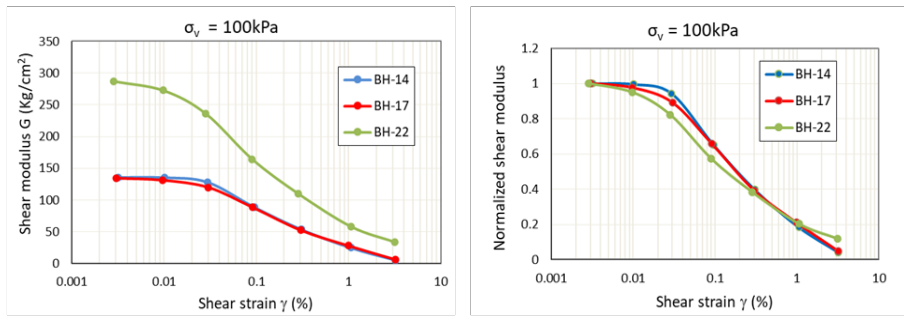 σv = 100kPa
350
300
250
200
150
100
50
0
Shear modulus G (Kg/cm²)
BH-14
BH-17
BH-22
0.001
0.01
0.1
1
10
Shear strain γ (%)
σv = 100kPa
1.2
1
0.8
0.6
0.4
0.2
0
Normalized shear modulus
BH-14
BH-17
BH-22
0.001
0.01
0.1
1
10
Shear strain γ (%)